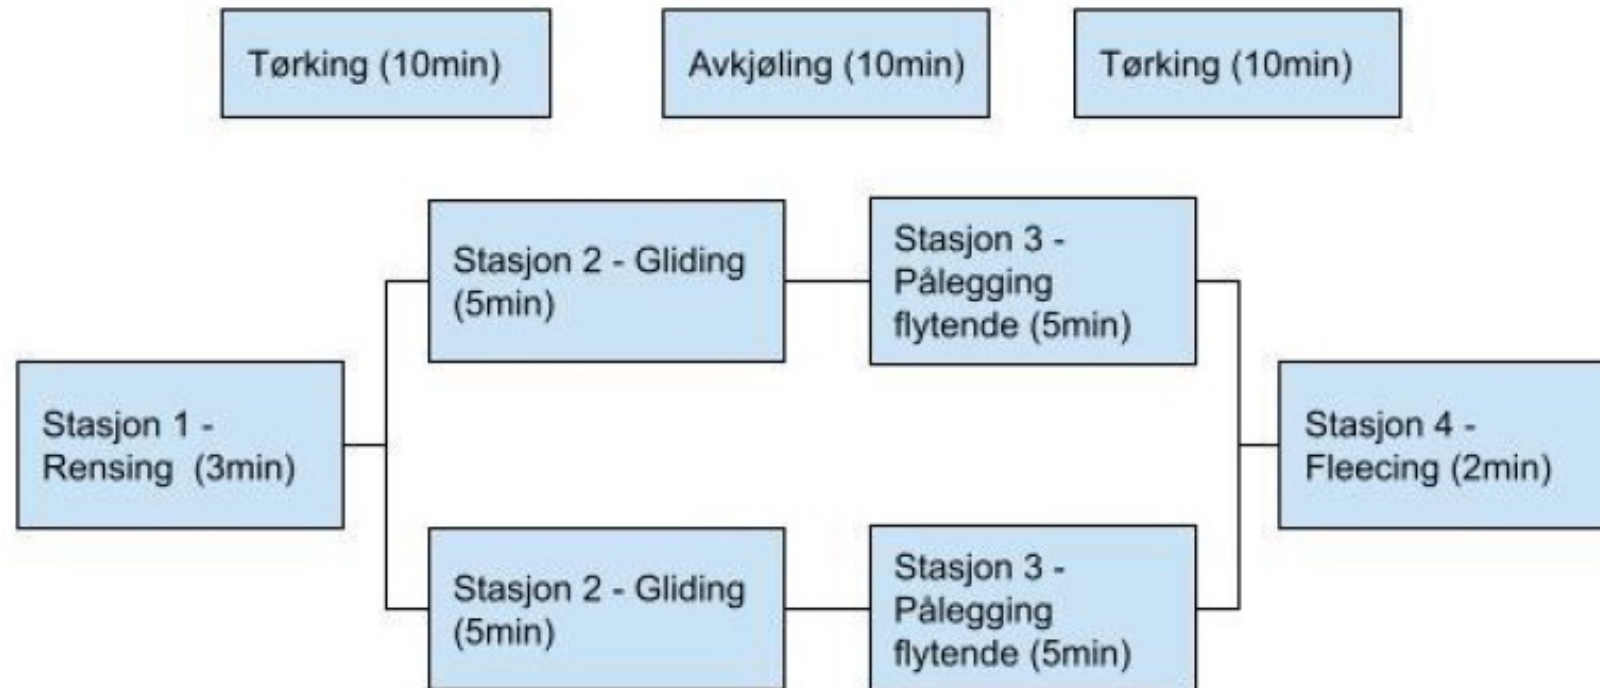 Tørking (10min)
Avkjøling (10min)
Tørking (10min)
Stasjon 2 - Gliding
(5min)
Stasjon 3 -
Pålegging
flytende (5min)
Stasjon 1 -
Rensing (3min)
Stasjon 4 -
Fleecing (2min)
Stasjon 2 - Gliding
(5min)
Stasjon 3 -
Pålegging
flytende (5min)